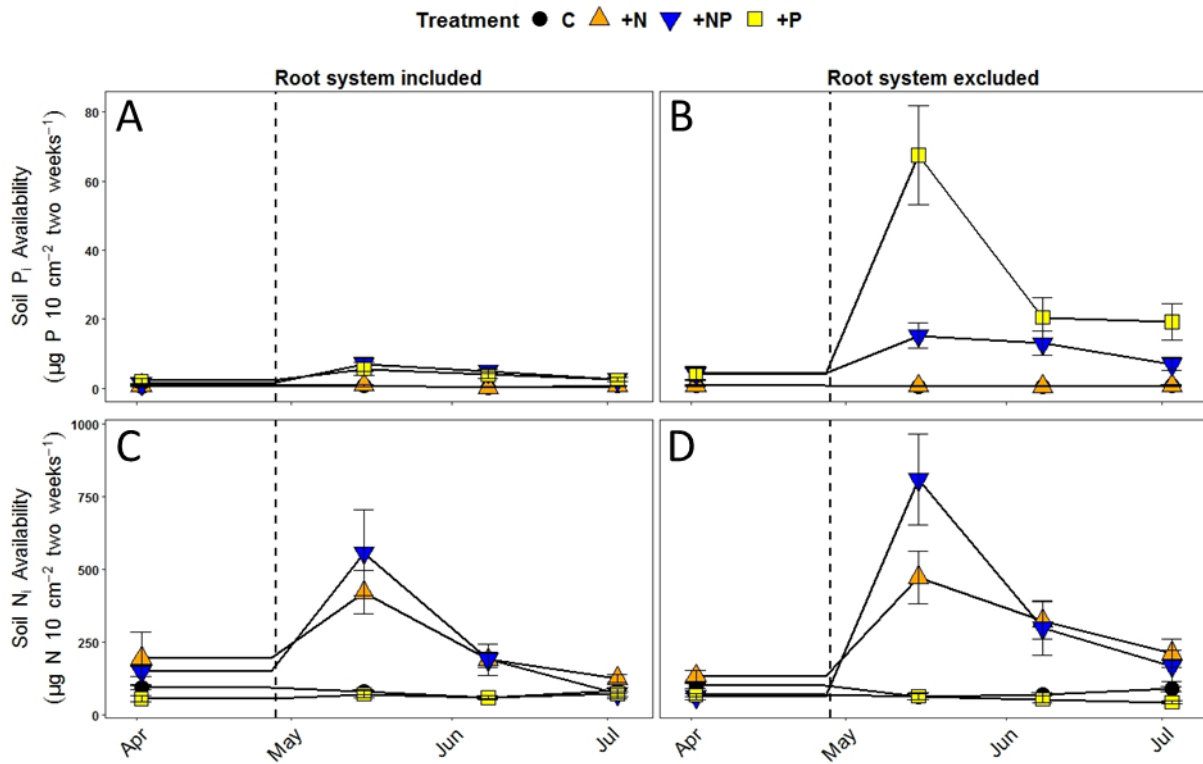 Treatment C +N +NP +P
Root system included
Root system excluded
A
B
Soil Pi Availability
(µg P 10 cm−2 two weeks−1)
80
60
40
20
0
C
D
Soil Ni Availability
(µg N 10 cm−2 two weeks−1)
1000
750
500
250
0
Apr
May
Jun
Jul
Apr
May
Jun
Jul